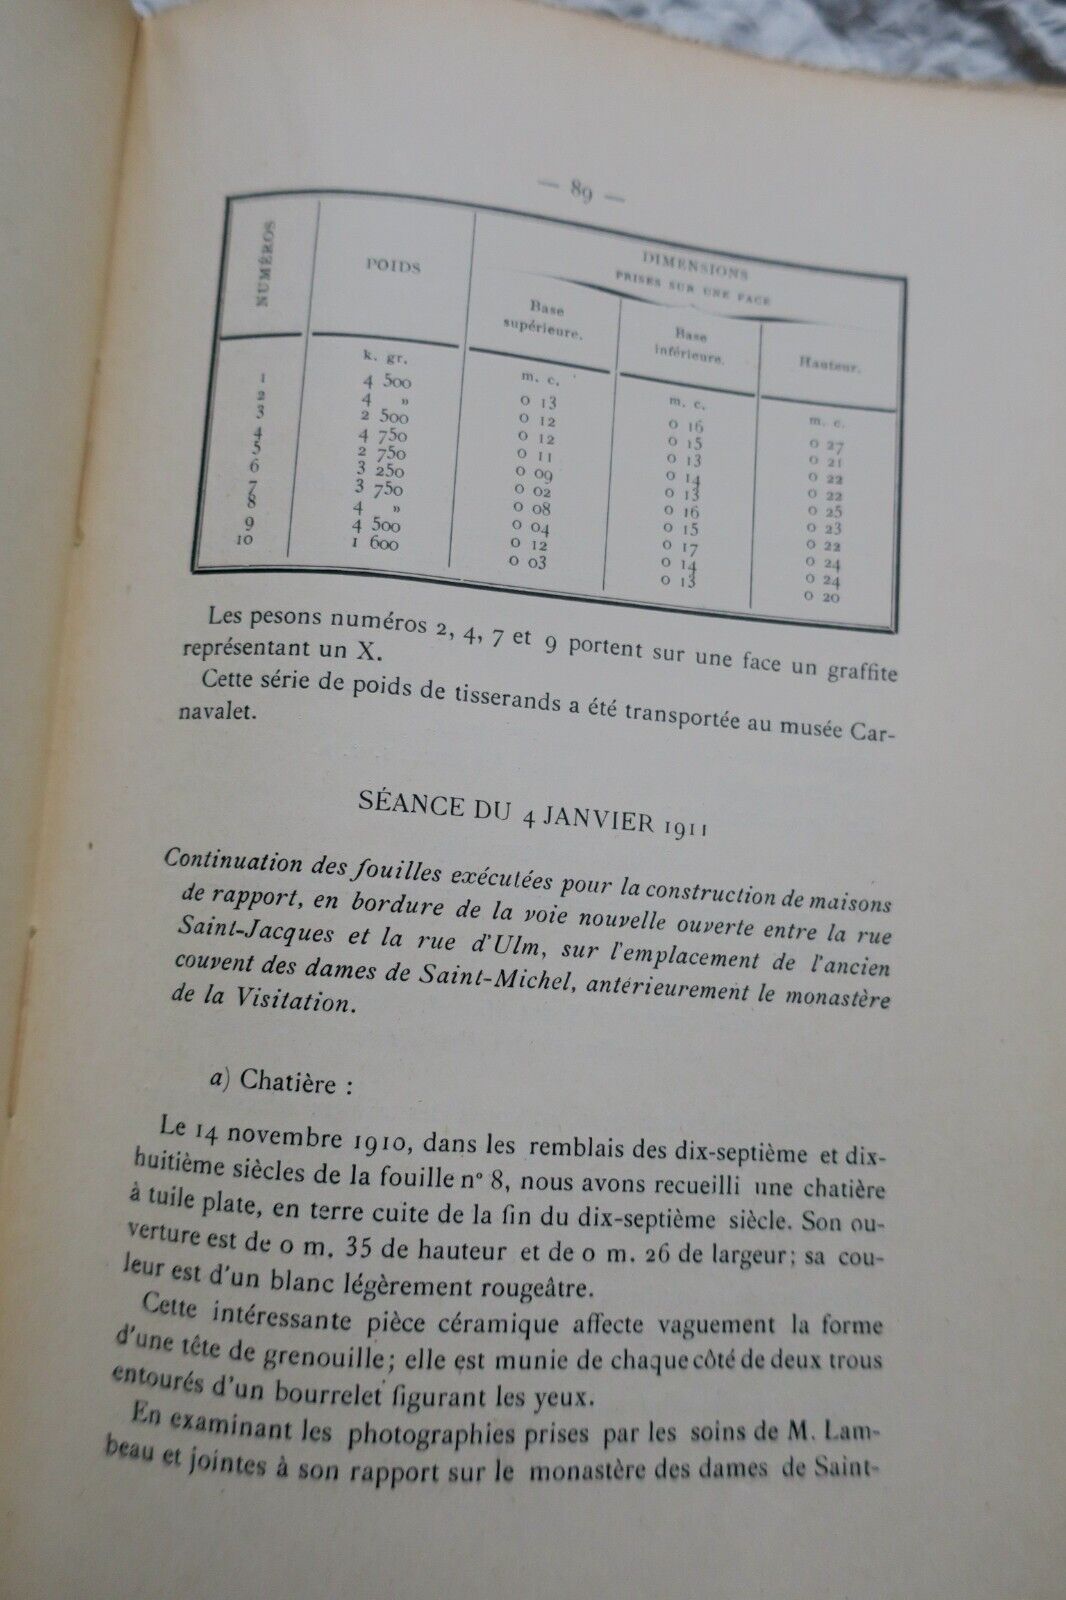 — 89 —
NUMÉROS POIDS DIMENSIONS
PRISES SUR UNE FACE
Base
supérieure. Base
inférieure. Hauteur.
k. gr. m. c. m. c. m. c.
1 4 500 0 13 0 16 0 27
2 4 » 0 12 0 15 0 21
3 2 500 0 12 0 13 0 22
4 4 750 0 11 0 14 0 22
5 2 750 0 09 0 13 0 25
6 3 250 0 02 0 16 0 23
7 3 750 0 08 0 15 0 22
8 4 » 0 04 0 17 0 24
9 4 500 0 12 0 14 0 24
10 1 600 0 03 0 13 0 20
Les pesons numéros 2, 4, 7 et 9 portent sur une face un graffite
représentant un X.
Cette série de poids de tisserands a été transportée au musée Car-
navalet.
SÉANCE DU 4 JANVIER 1911
Continuation des fouilles exécutées pour la construction de maisons
de rapport, en bordure de la voie nouvelle ouverte entre la rue
Saint-Jacques et la rue d'Ulm, sur l'emplacement de l'ancien
couvent des dames de Saint-Michel, antérieurement le monastère
de la Visitation.
a) Chatière :
Le 14 novembre 1910, dans les remblais des dix-septième et dix-
huitième siècles de la fouille n° 8, nous avons recueilli une chatière
à tuile plate, en terre cuite de la fin du dix-septième siècle. Son ou-
verture est de 0 m. 35 de hauteur et de 0 m. 26 de largeur; sa cou-
leur est d'un blanc légèrement rougeâtre.
Cette intéressante pièce céramique affecte vaguement la forme
d'une tête de grenouille; elle est munie de chaque côté de deux trous
entourés d'un bourrelet figurant les yeux.
En examinant les photographies prises par les soins de M. Lam-
beau et jointes à son rapport sur le monastère des dames de Saint-